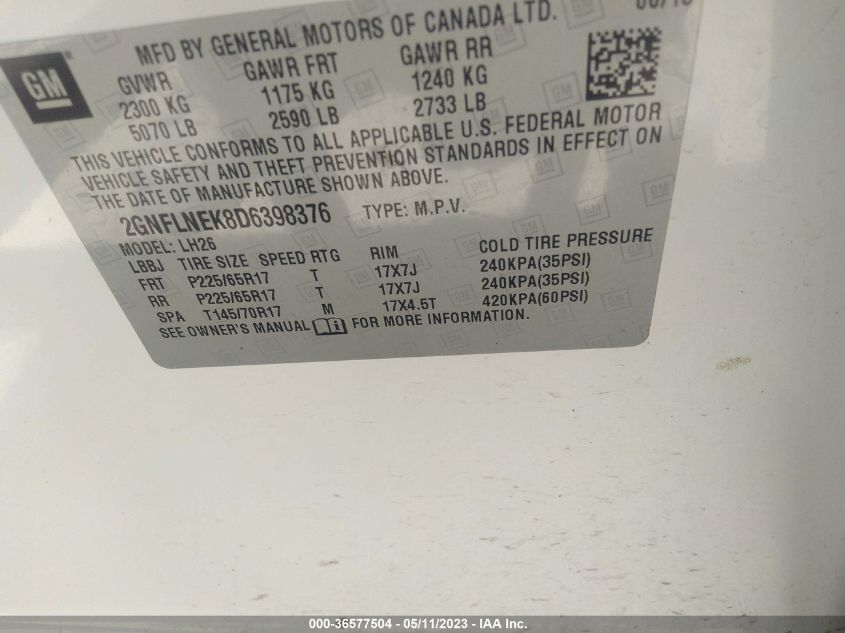 MFD BY GENERAL MOTORS OF CANADA LTD.
GM
GVWR GAWR FRT GAWR RR
2300 KG 1175 KG 1240 KG
5070 LB 2590 LB 2733 LB
THIS VEHICLE CONFORMS TO ALL APPLICABLE U.S. FEDERAL MOTOR
VEHICLE SAFETY AND THEFT PREVENTION STANDARDS IN EFFECT ON
THE DATE OF MANUFACTURE SHOWN ABOVE.
2GNFLNEK8D6398376 TYPE: M.P.V.
MODEL: LH26
LBBJ TIRE SIZE SPEED RTG RIM COLD TIRE PRESSURE
FRT P225/65R17 T 17X7J 240KPA(35PSI)
RR P225/65R17 T 17X7J 240KPA(35PSI)
SPA T145/70R17 M 17X4.5T 420KPA(60PSI)
SEE OWNER'S MANUAL FOR MORE INFORMATION.
000-36577504 - 05/11/2023 - IAA Inc.